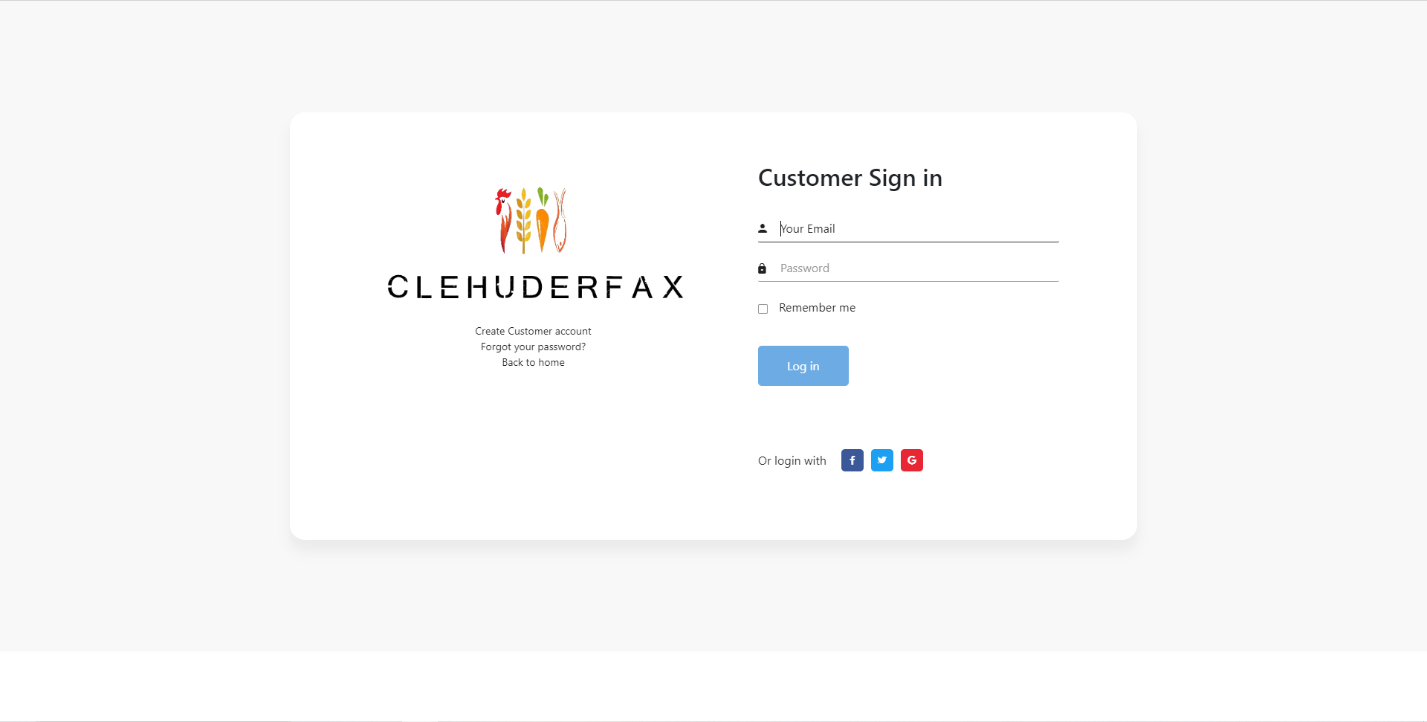 CLEHUDERFAX
Create Customer account
Forgot your password?
Back to home
Customer Sign in
Your Email
Password
Remember me
Log in
Or login with